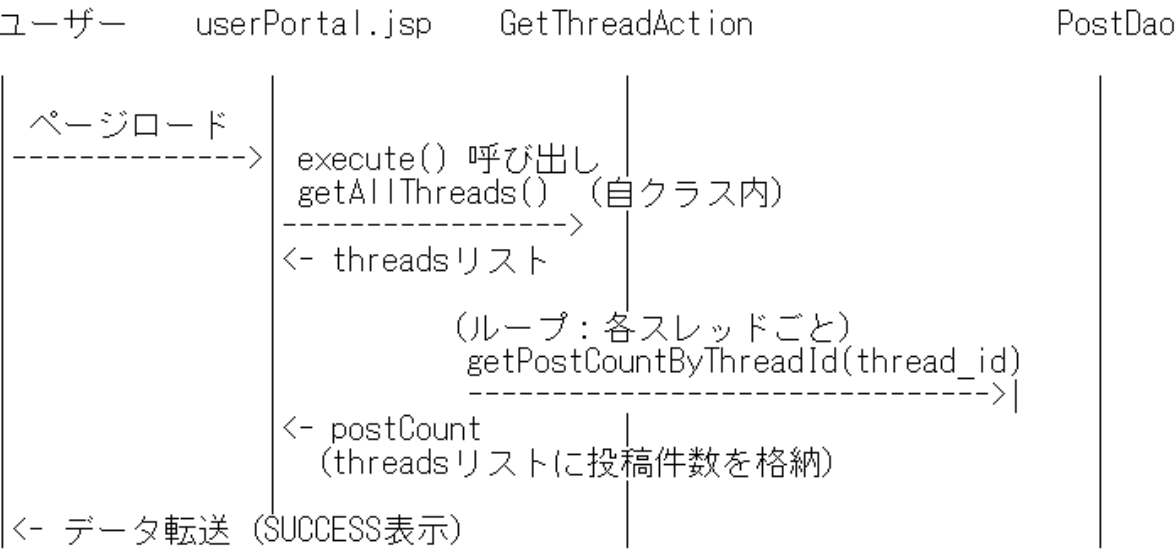 ユーザー userPortal.jsp GetThreadAction PostDao
ページロード
-------------->
execute() 呼び出し
getAllThreads() (自クラス内)
----------------->
<- threadsリスト
(ループ：各スレッドごと)
getPostCountByThreadId(thread_id)
------------------------------->|
<- postCount
(threadsリストに投稿件数を格納)
<- データ転送 (SUCCESS表示)